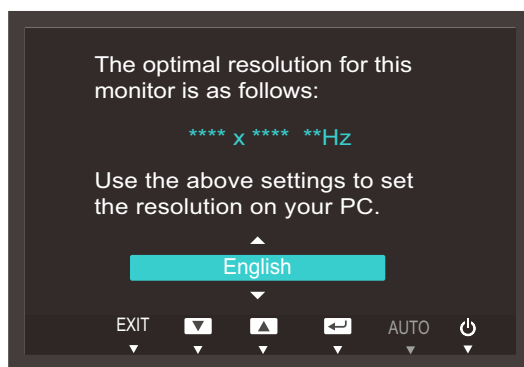 The optimal resolution for this
monitor is as follows:
**** x **** **Hz
Use the above settings to set
the resolution on your PC.
English
EXIT AUTO